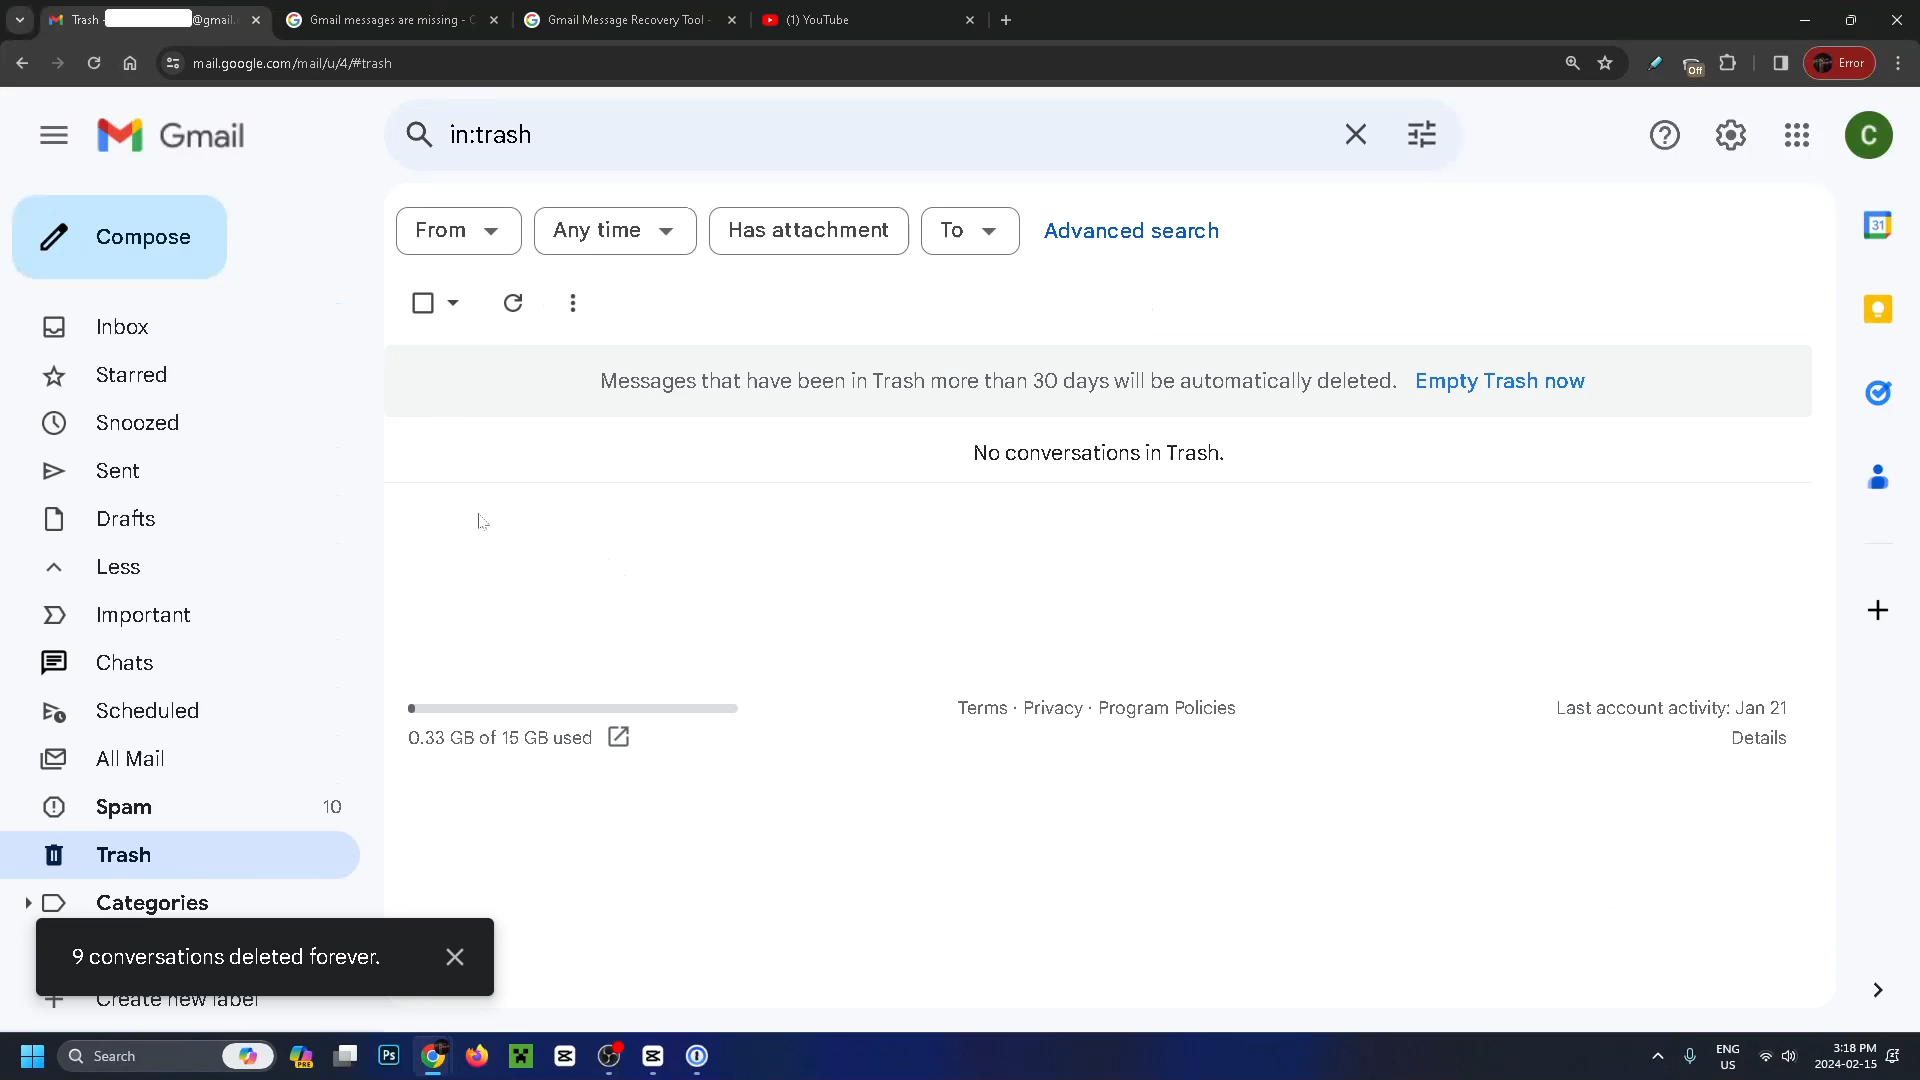 Trash -
@gmail.
Gmail messages are missing - C
Gmail Message Recovery Tool -
(1) YouTube
mail.google.com/mail/u/4/#trash
Off
Error
Gmail
in:trash
C
Compose
From
Any time
Has attachment
To
Advanced search
31
Inbox
Starred
Snoozed
Sent
Drafts
Less
Important
Chats
Scheduled
All Mail
Spam 10
Trash
Categories
Create new label
Messages that have been in Trash more than 30 days will be automatically deleted. Empty Trash now
No conversations in Trash.
0.33 GB of 15 GB used
Terms · Privacy · Program Policies
Last account activity: Jan 21
Details
9 conversations deleted forever.
Search
PRE
Ps
ENG
US
3:18 PM
2024-02-15